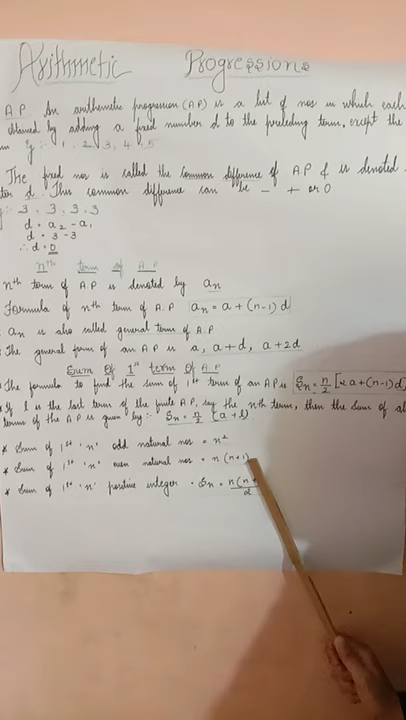 Arithmetic Progressions
A.P. An arithmetic progression (AP) is a list of nos in which each
obtained by adding a fixed number d to the preceding term, except the
1, 2, 3, 4, 5
The fixed nos is called the Common difference of A.P & is denoted
d. This common difference can be - + or 0
3, 3, 3, 3
d = a₂ - a₁
d = 3 - 3
∴ d = 0
nth term of A.P
nth term of A.P is denoted by an
Formula of nth term of A.P an = a + (n-1) d
an is also called general term of A.P
The general form of an AP is a, a+d, a+2d
Sum Of 1st term Of A.P
The formula to find the sum of 1st term of an AP is Sn = n/2 [2a + (n-1)d]
* If l is the last term of the finite A.P, say the nth term, then the Sum of al
terms of the A.P is given by :- Sn = n/2 (a + l)
* Sum of 1st 'n' odd natural nos = n²
* Sum of 1st 'n' even natural nos = n (n+1)
* Sum of 1st 'n' positive integer · Sn = n(n+ /2